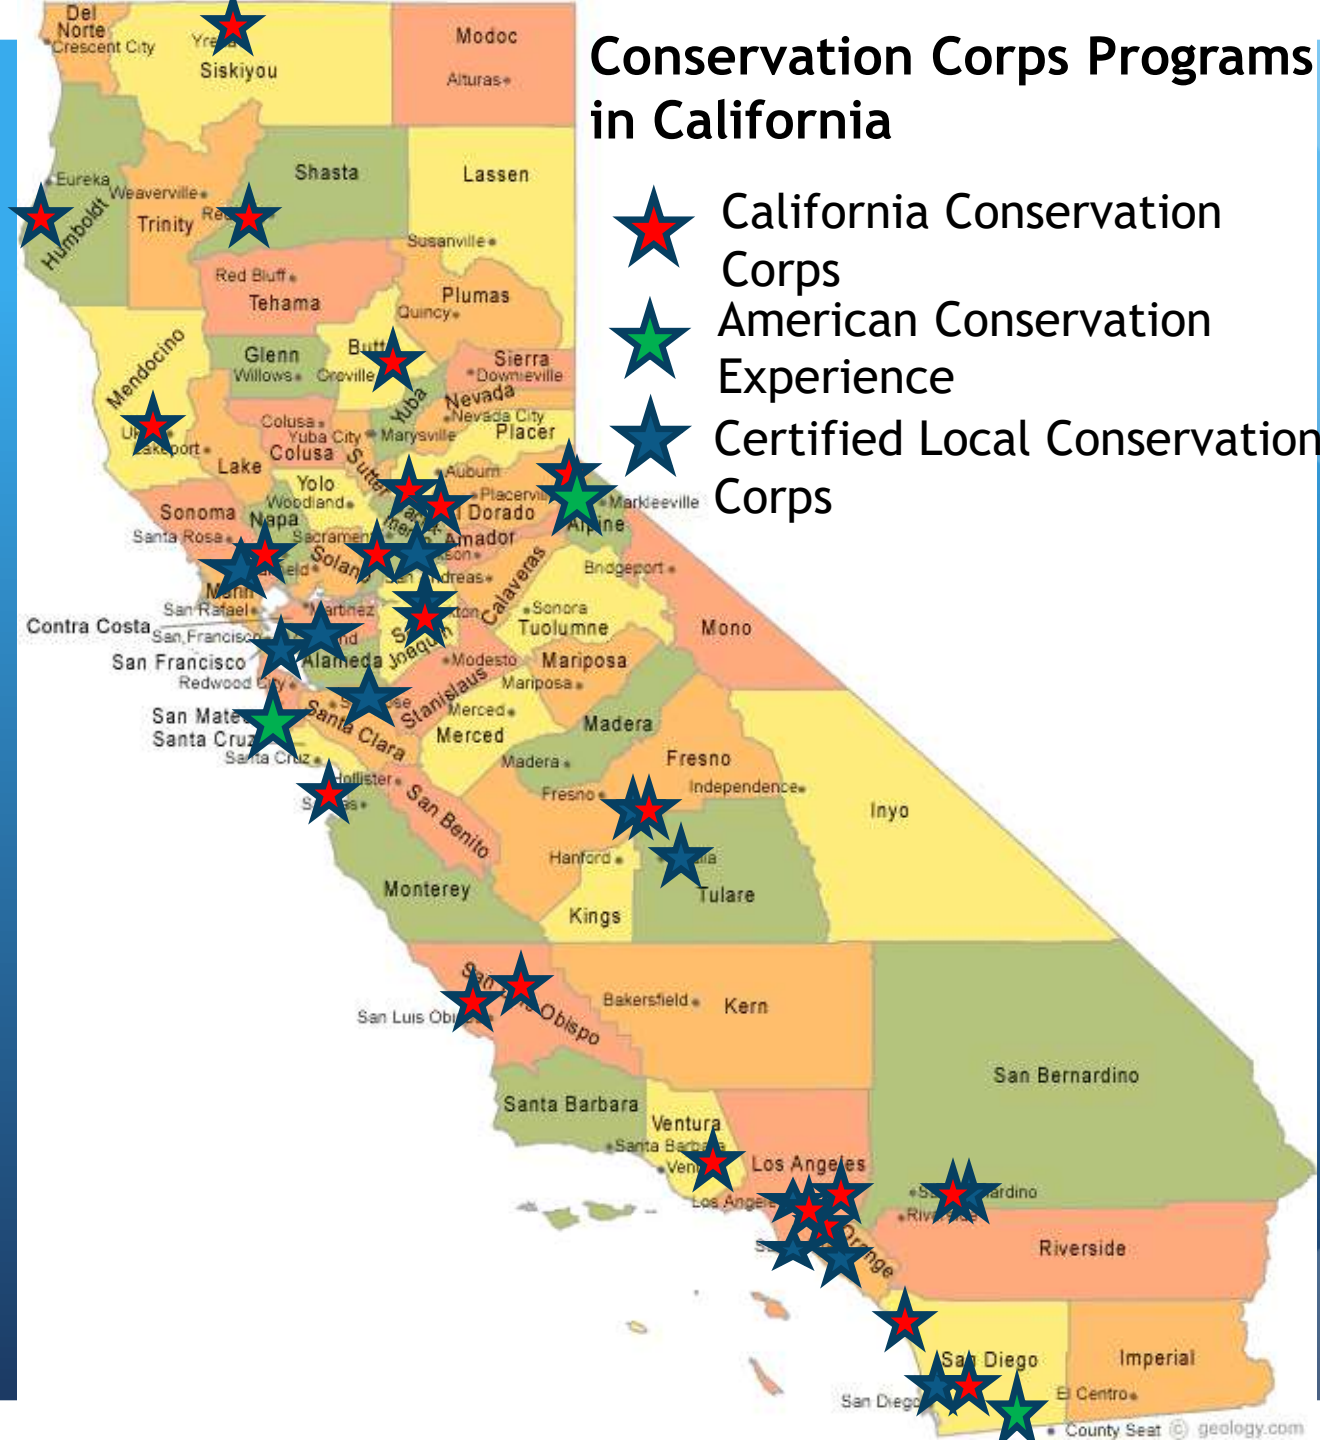 Conservation Corps Programs
in California
California Conservation
Corps
American Conservation
Experience
Certified Local Conservation
Corps
Del
Norte
Crescent City
Siskiyou
Modoc
Alturas
Eureka
Humboldt
Weaverville
Trinity
Shasta
Lassen
Susanville
Red Bluff
Tehama
Plumas
Quincy
Mendocino
Glenn
Willows
Oroville
Sierra
Downieville
Yuba
Nevada
Nevada City
Colusa
Yuba City
Marysville
Placer
Colusa
Lake
Sutter
Auburn
Yolo
Woodland
Sonoma
Napa
Markleeville
Alpine
Santa Rosa
Amador
Solano
Calaveras
Bridgeport
Marin
San Rafael
Martinez
Sonora
Tuolumne
Mono
Contra Costa
San Francisco
San Francisco
Alameda
Joaquin
Modesto
Mariposa
Redwood City
Stanislaus
Mariposa
Santa Clara
Merced
Merced
Madera
Santa Cruz
Santa Cruz
Madera
Fresno
Hollister
San Benito
Fresno
Independence
Inyo
Hanford
Monterey
Tulare
Kings
Bakersfield
Kern
San Bernardino
Santa Barbara
Ventura
Santa Barbara
Los Angeles
Orange
Riverside
Riverside
San Diego
Imperial
San Diego
El Centro
County Seat © geology.com